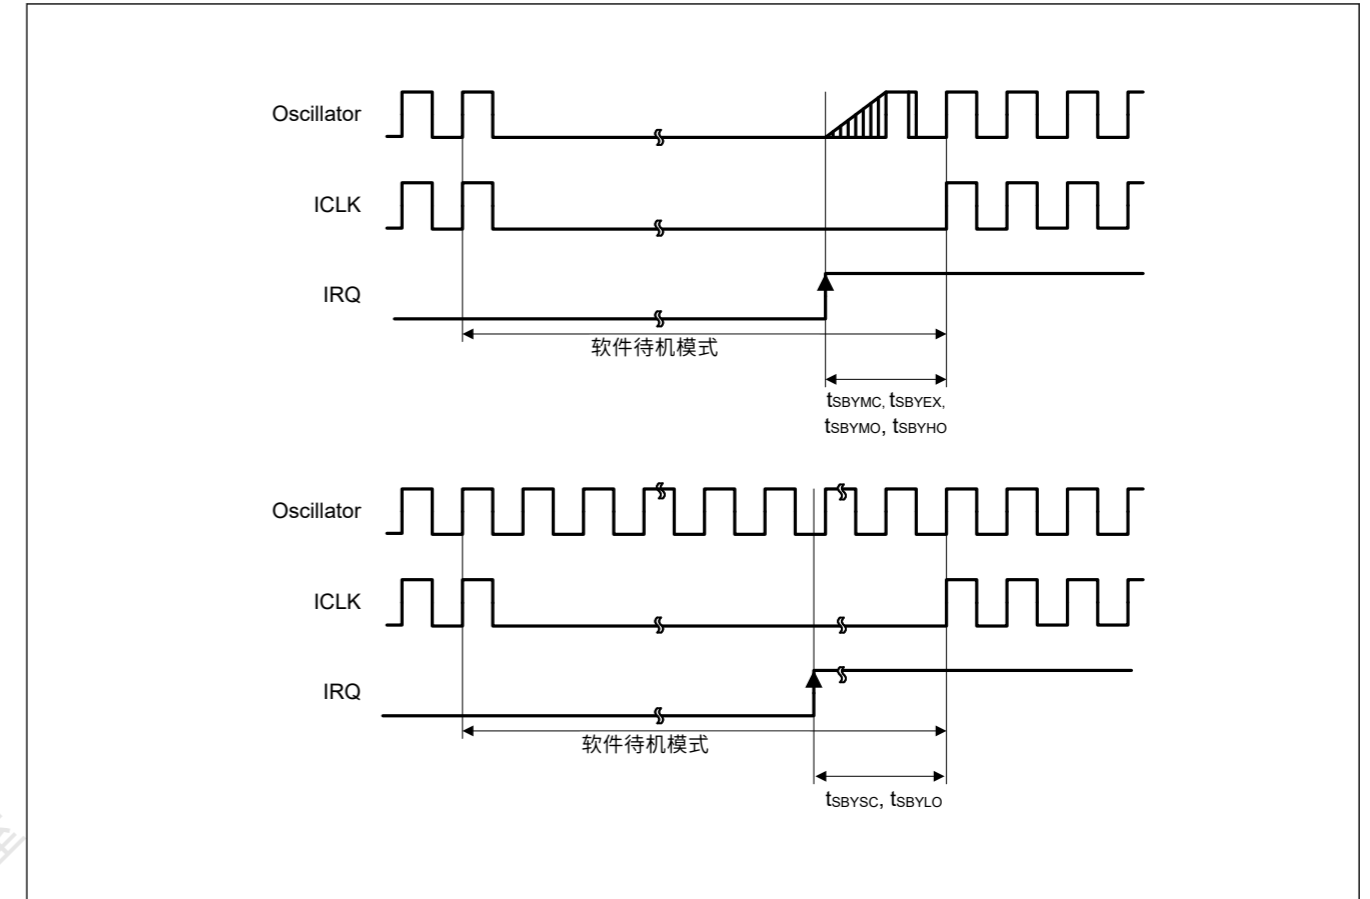 Oscillator
ICLK
IRQ
软件待机模式
tSBYMC, tSBYEX,
tSBYMO, tSBYHO
Oscillator
ICLK
IRQ
软件待机模式
tSBYSC, tSBYLO